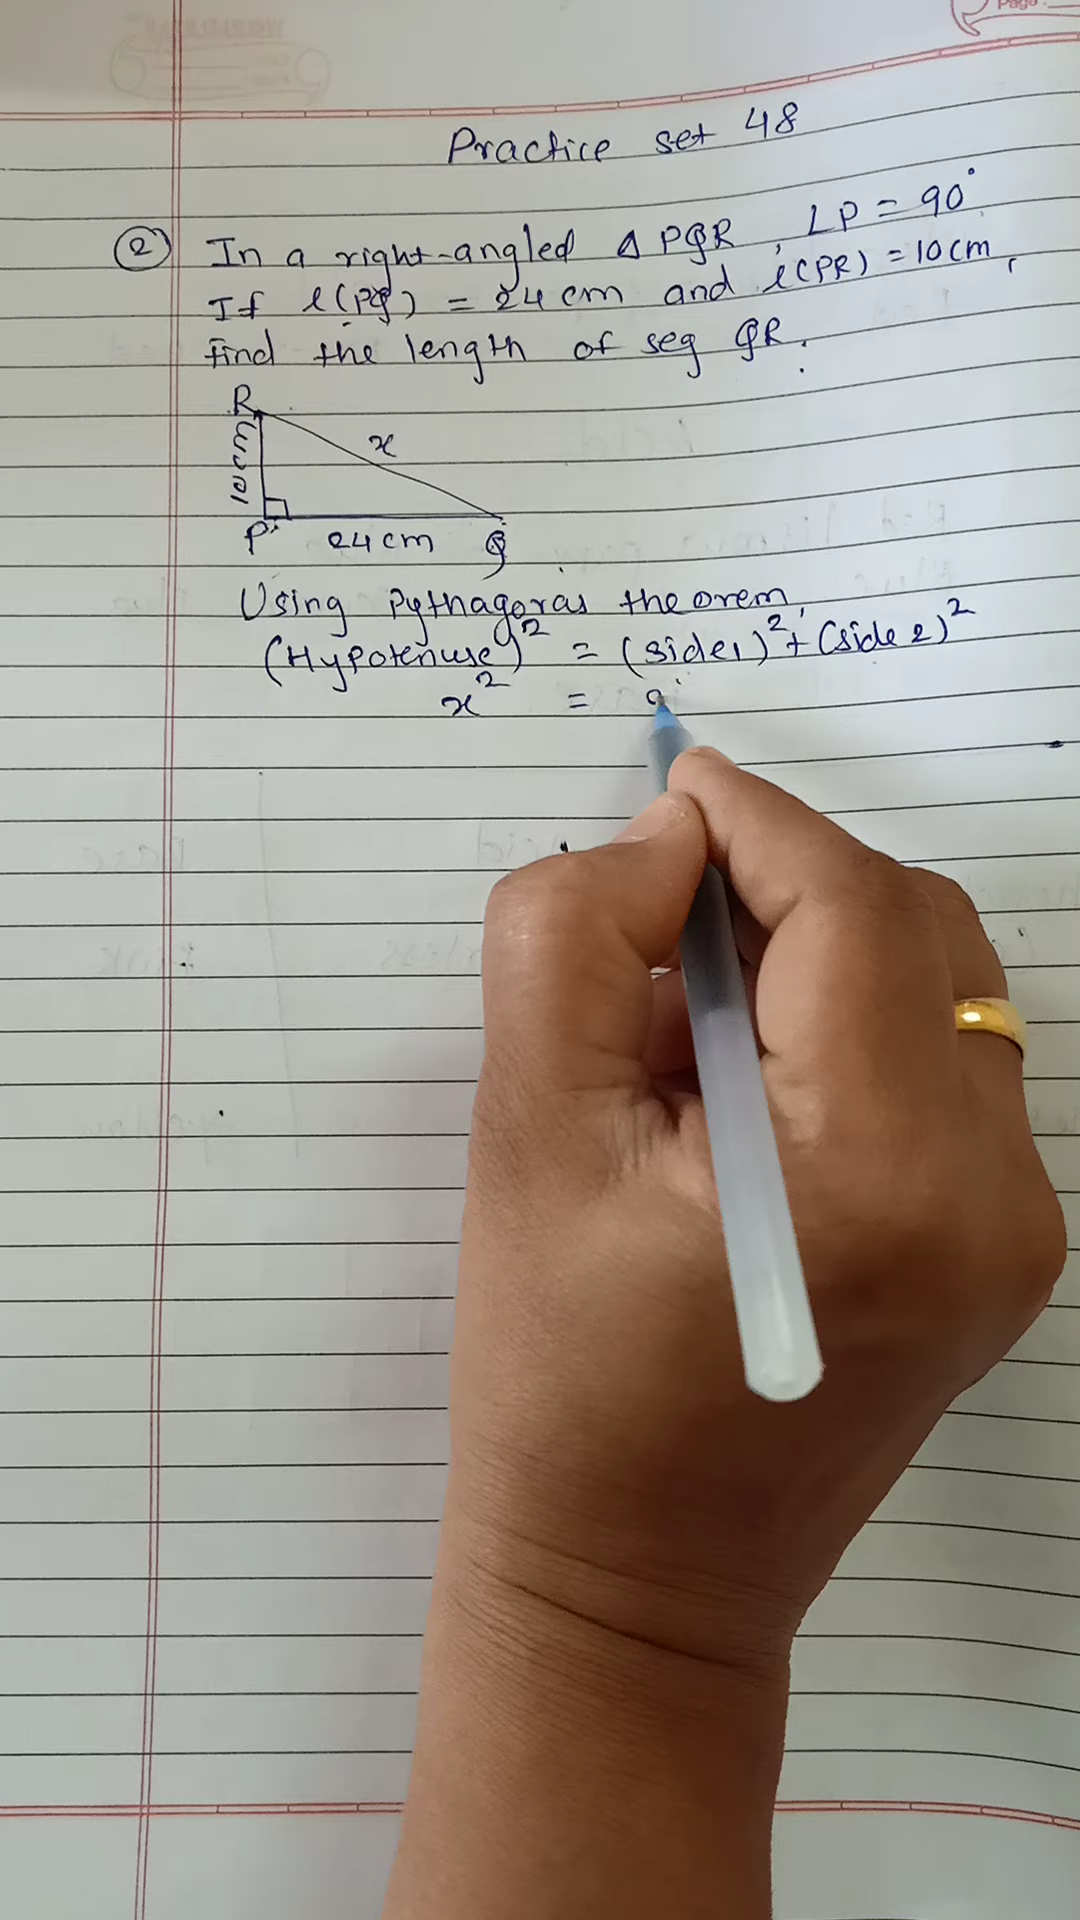 Practice set 48
② In a right-angled Δ PQR, ∠P = 90°
If l(PQ) = 24 cm and l(PR) = 10 cm,
find the length of seg QR.
R
10 cm
x
P
24 cm
Q
Using Pythagoras theorem,
(Hypotenuse)² = (side1)² + (side 2)²
x² =